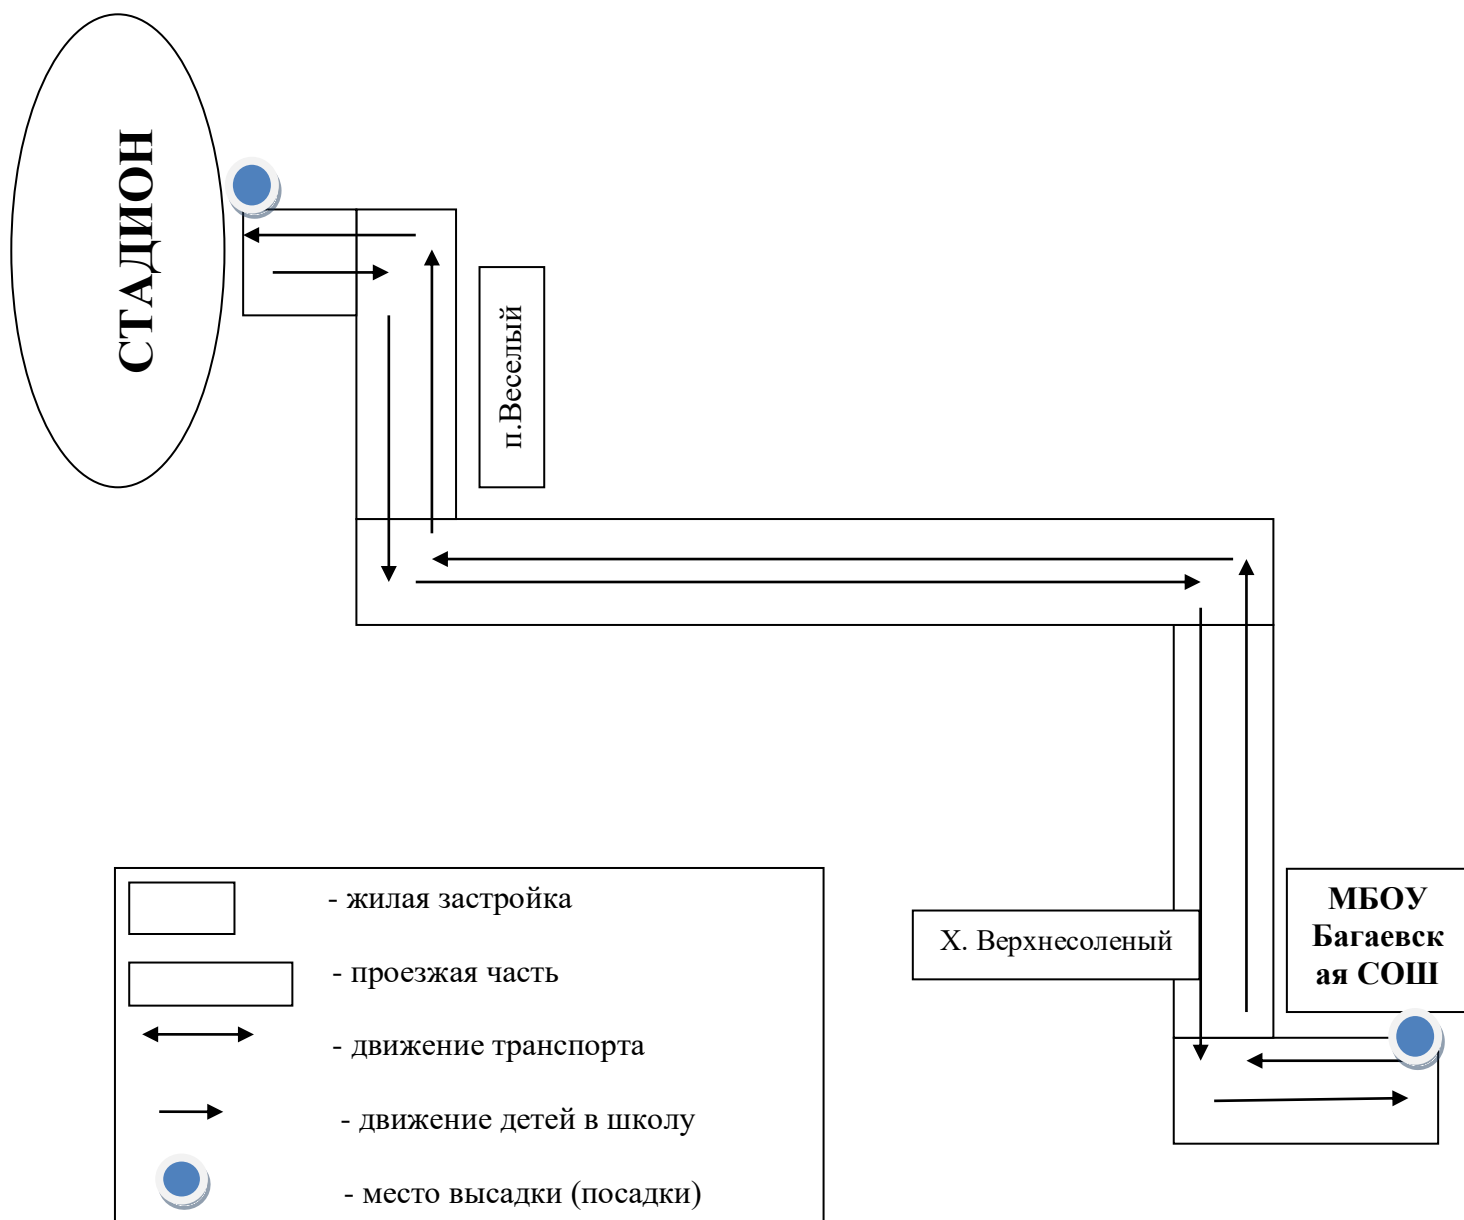 СТАДИОН
п.Веселый
- жилая застройка
- проезжая часть
- движение транспорта
- движение детей в школу
- место высадки (посадки)
Х. Верхнесоленый
МБОУ
Багаевск
ая СОШ